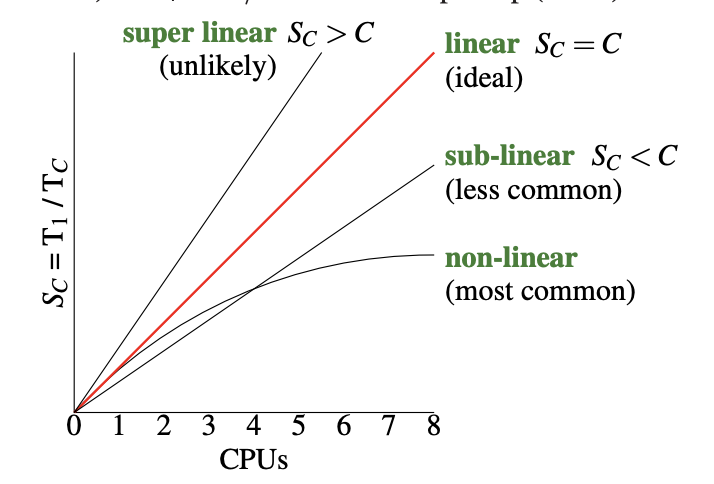 super linear S_C > C
(unlikely)
linear S_C = C
(ideal)
sub-linear S_C < C
(less common)
non-linear
(most common)
S_C = T_1 / T_C
0 1 2 3 4 5 6 7 8
CPUs